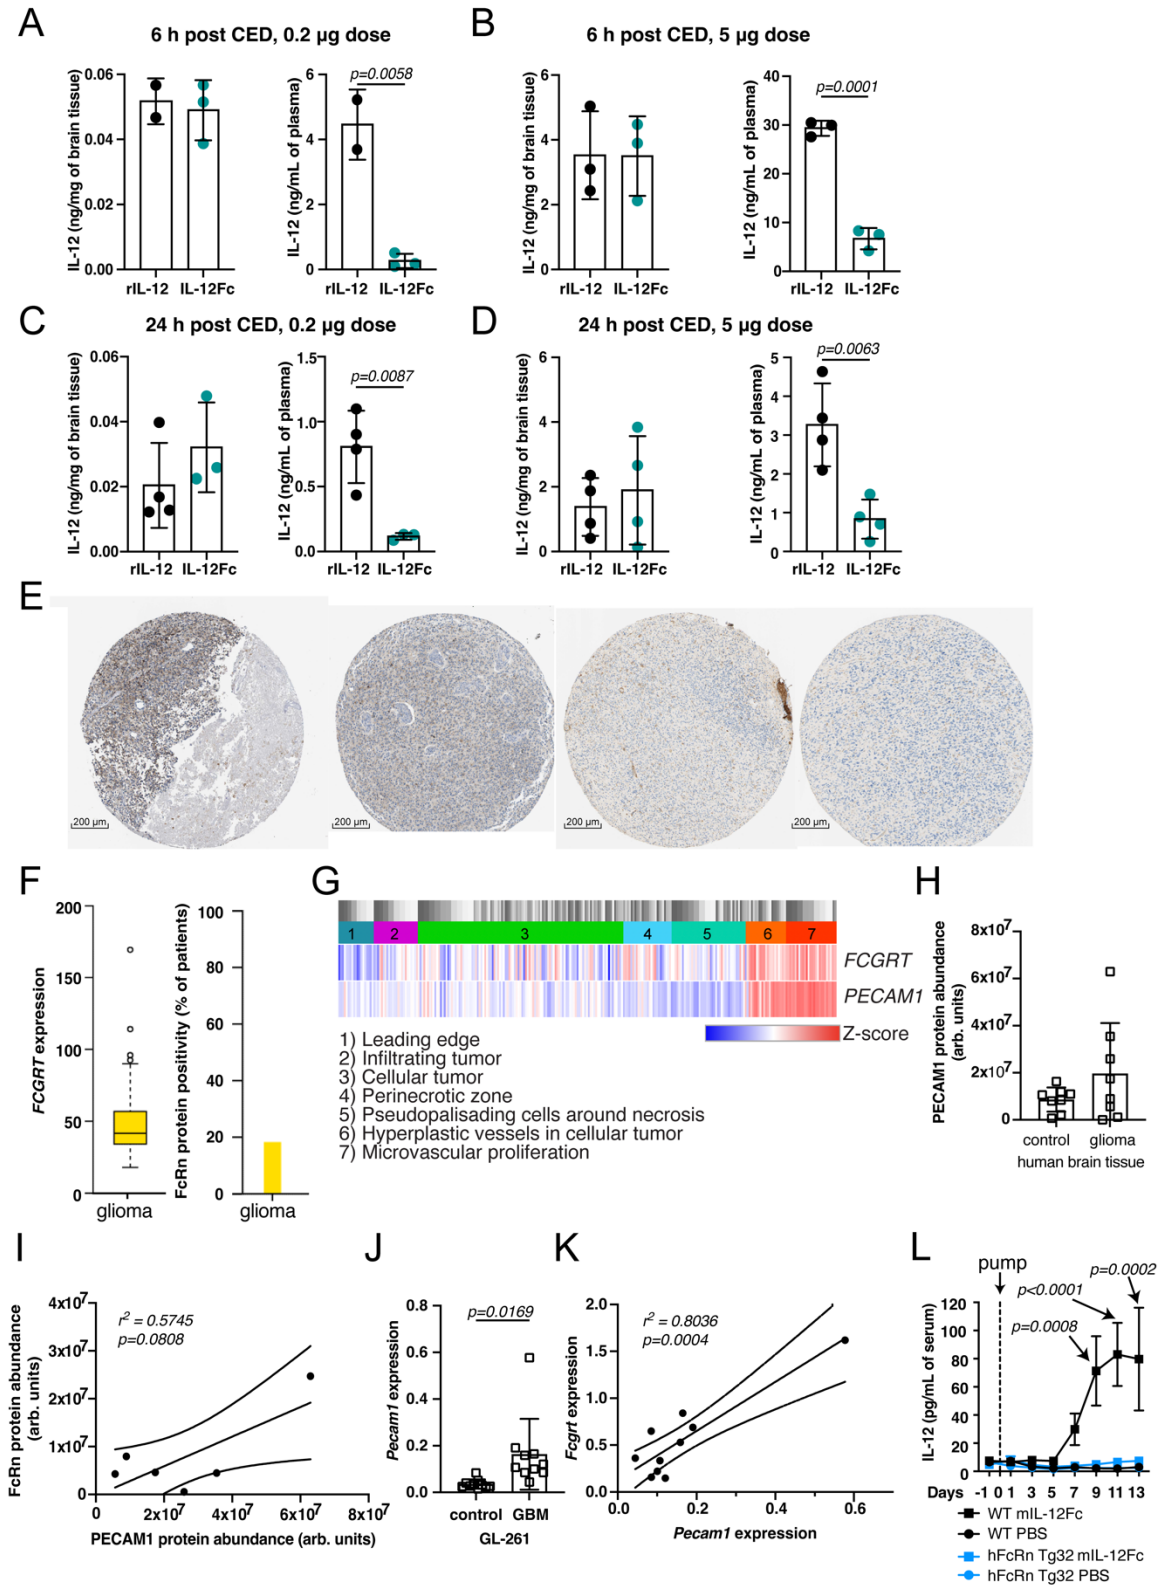 A
6 h post CED, 0.2 µg dose
IL-12 (ng/mg of brain tissue)
0.06
0.04
0.02
0.00
rIL-12 IL-12Fc
IL-12 (ng/mL of plasma)
6
4
2
0
p=0.0058
rIL-12 IL-12Fc
B
6 h post CED, 5 µg dose
IL-12 (ng/mg of brain tissue)
6
4
2
0
rIL-12 IL-12Fc
IL-12 (ng/mL of plasma)
40
30
20
10
0
p=0.0001
rIL-12 IL-12Fc
C
24 h post CED, 0.2 µg dose
IL-12 (ng/mg of brain tissue)
0.06
0.04
0.02
0.00
rIL-12 IL-12Fc
IL-12 (ng/mL of plasma)
1.5
1.0
0.5
0.0
p=0.0087
rIL-12 IL-12Fc
D
24 h post CED, 5 µg dose
IL-12 (ng/mg of brain tissue)
6
4
2
0
rIL-12 IL-12Fc
IL-12 (ng/mL of plasma)
5
4
3
2
1
0
p=0.0063
rIL-12 IL-12Fc
E
200 µm
200 µm
200 µm
200 µm
F
FCGRT expression
200
150
100
50
0
glioma
FcRn protein positivity (% of patients)
100
80
60
40
20
0
glioma
G
1 2 3 4 5 6 7
FCGRT
PECAM1
Z-score
1) Leading edge
2) Infiltrating tumor
3) Cellular tumor
4) Perinecrotic zone
5) Pseudopalisading cells around necrosis
6) Hyperplastic vessels in cellular tumor
7) Microvascular proliferation
H
PECAM1 protein abundance
(arb. units)
8x10⁷
6x10⁷
4x10⁷
2x10⁷
0
control glioma
human brain tissue
I
FcRn protein abundance
(arb. units)
4x10⁷
3x10⁷
2x10⁷
1x10⁷
0
r² = 0.5745
p=0.0808
0 2x10⁷ 4x10⁷ 6x10⁷ 8x10⁷
PECAM1 protein abundance (arb. units)
J
Pecam1 expression
0.8
0.6
0.4
0.2
0.0
p=0.0169
control GBM
GL-261
K
Fcgrt expression
2.0
1.5
1.0
0.5
0.0
r² = 0.8036
p=0.0004
0.0 0.2 0.4 0.6 0.8
Pecam1 expression
L
pump
p=0.0002
p<0.0001
p=0.0008
IL-12 (pg/mL of serum)
120
100
80
60
40
20
0
Days -1 0 1 3 5 7 9 11 13
WT mIL-12Fc
WT PBS
hFcRn Tg32 mIL-12Fc
hFcRn Tg32 PBS